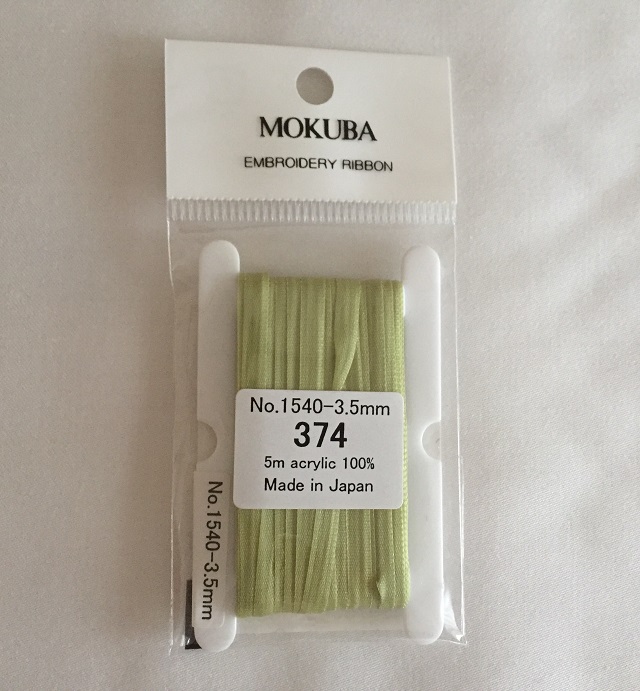 MOKUBA
EMBROIDERY RIBBON
No.1540-3.5mm
374
5m acrylic 100%
Made in Japan
No.1540-3.5mm